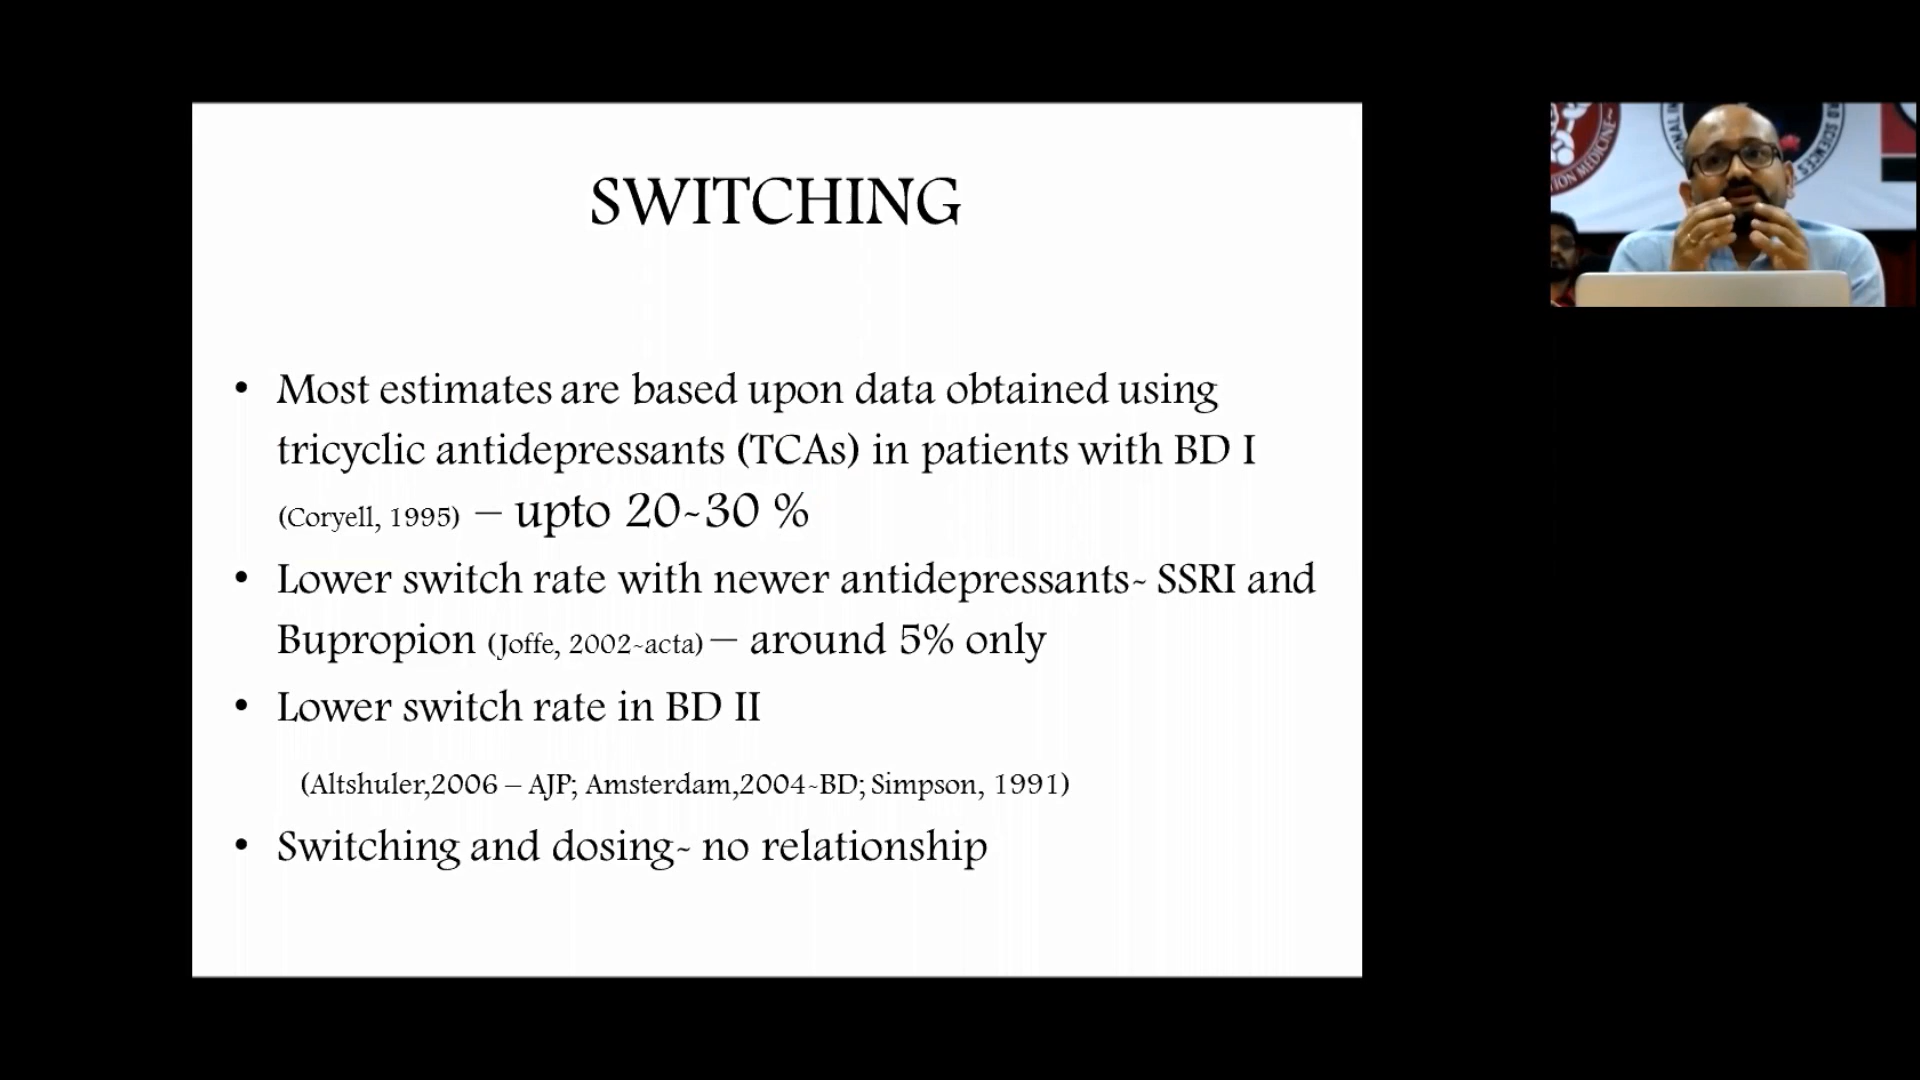 SWITCHING
• Most estimates are based upon data obtained using
tricyclic antidepressants (TCAs) in patients with BD I
(Coryell, 1995) – upto 20-30 %
• Lower switch rate with newer antidepressants- SSRI and
Bupropion (Joffe, 2002-acta) – around 5% only
• Lower switch rate in BD II
(Altshuler,2006 – AJP; Amsterdam,2004-BD; Simpson, 1991)
• Switching and dosing- no relationship
MEDICINE
SCIENCES